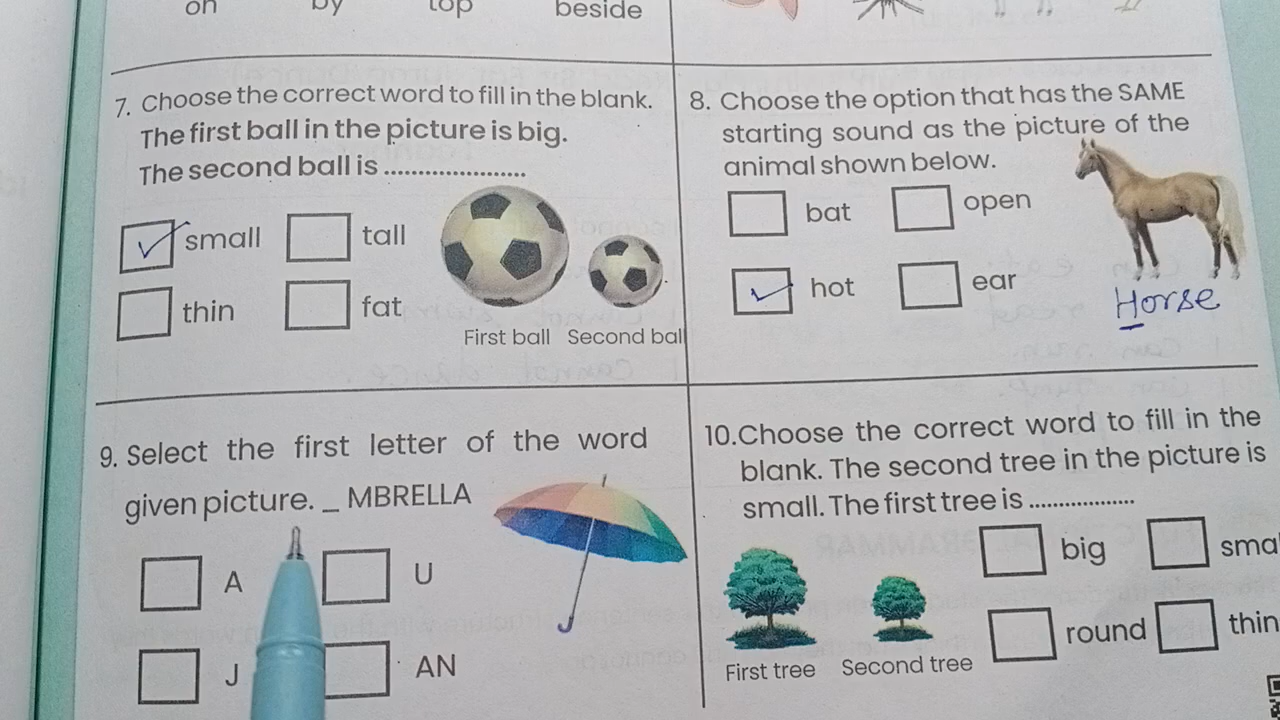 on by top beside
7. Choose the correct word to fill in the blank.
The first ball in the picture is big.
The second ball is ......................
small tall
thin fat
First ball Second ball
8. Choose the option that has the SAME
starting sound as the picture of the
animal shown below.
bat open
hot ear
Horse
9. Select the first letter of the word
given picture. _ MBRELLA
A U
J AN
10. Choose the correct word to fill in the
blank. The second tree in the picture is
small. The first tree is .................
big smal
round thin
First tree Second tree